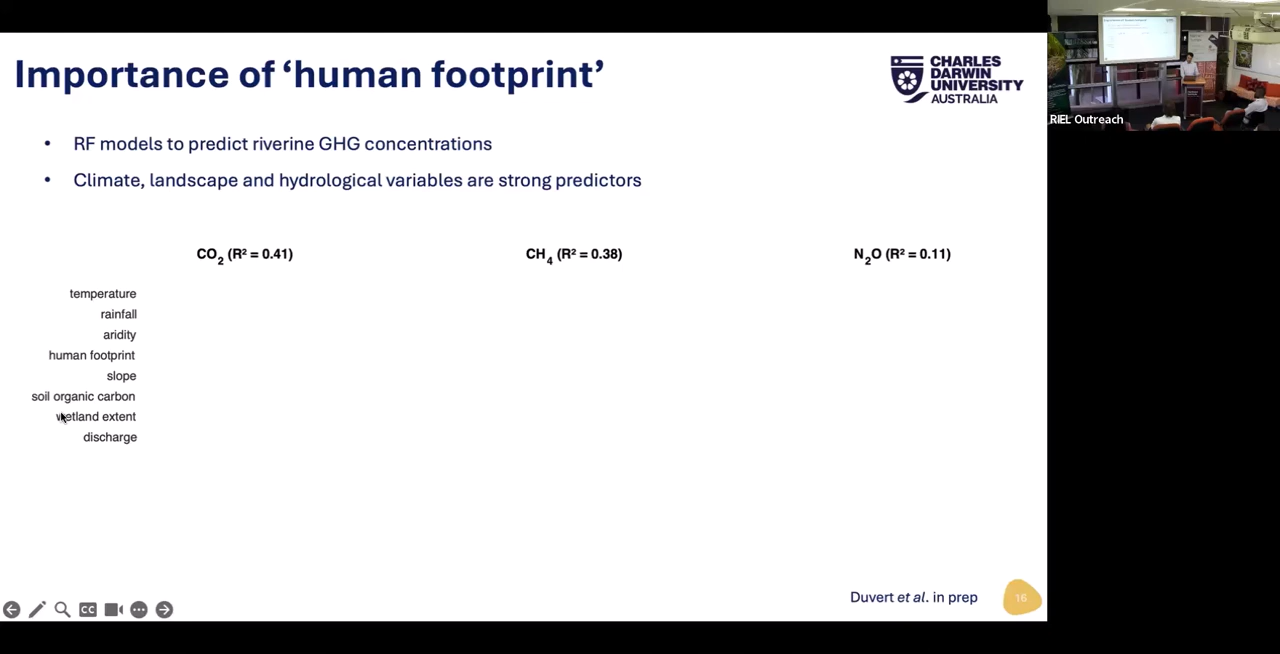 Importance of ‘human footprint’
CHARLES
DARWIN
UNIVERSITY
AUSTRALIA
RIEL Outreach
• RF models to predict riverine GHG concentrations
• Climate, landscape and hydrological variables are strong predictors
CO₂ (R² = 0.41) CH₄ (R² = 0.38) N₂O (R² = 0.11)
temperature
rainfall
aridity
human footprint
slope
soil organic carbon
wetland extent
discharge
Duvert et al. in prep
16
CC